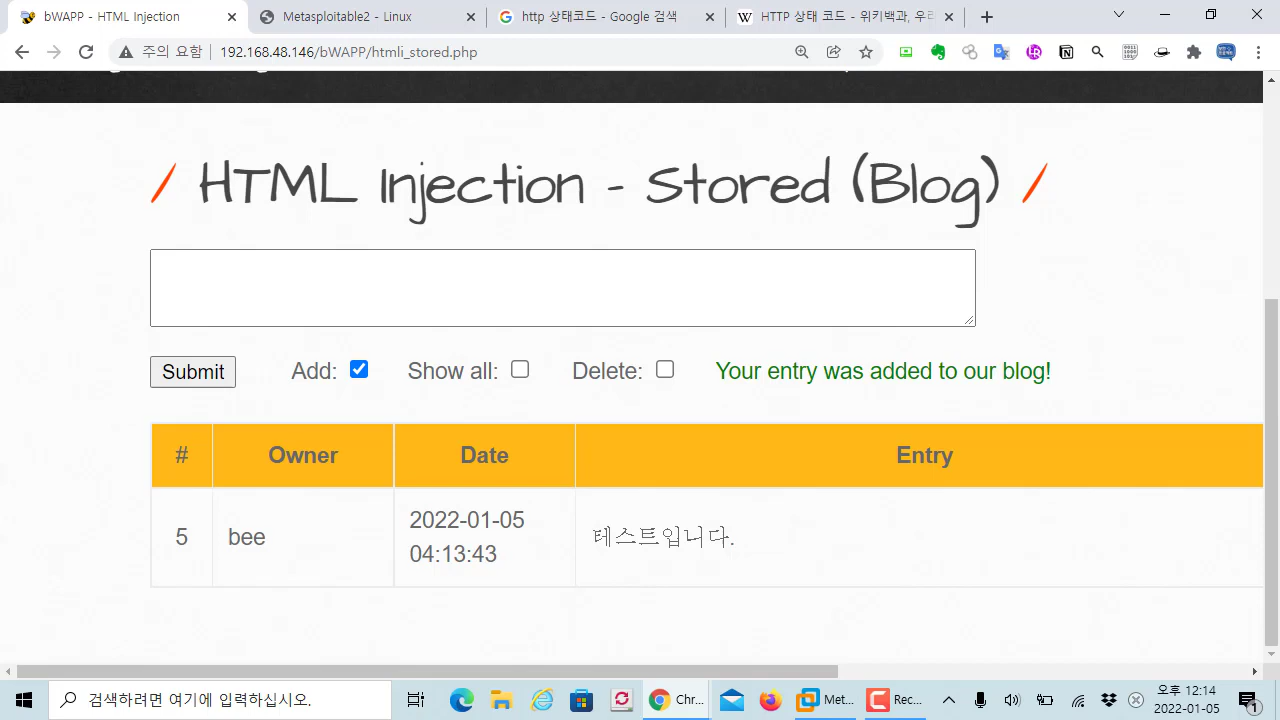 bWAPP - HTML Injection
Metasploitable2 - Linux
http 상태코드 - Google 검색
HTTP 상태 코드 - 위키백과, 우리
주의 요함
192.168.48.146/bWAPP/htmli_stored.php
/ HTML Injection - Stored (Blog) /
Submit Add: Show all: Delete: Your entry was added to our blog!
# Owner Date Entry
5 bee 2022-01-05 04:13:43 테스트입니다.
검색하려면 여기에 입력하십시오.
Chr...
Met...
Rec...
오후 12:14
2022-01-05
1